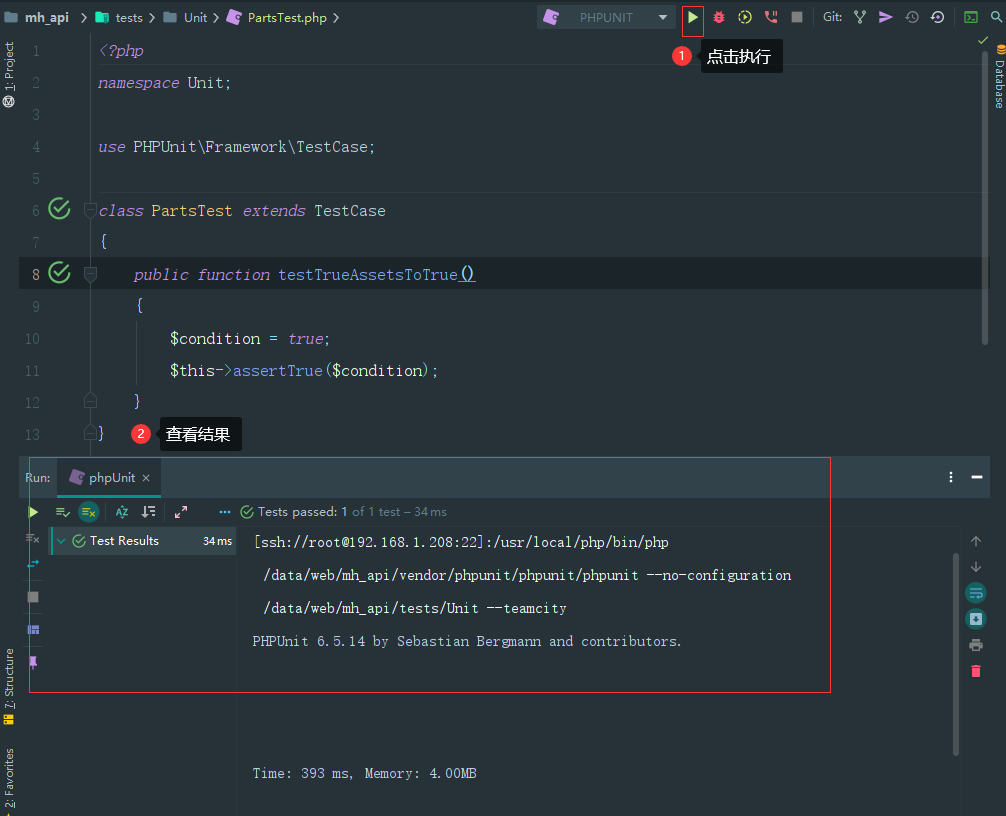 mh_api tests Unit PartsTest.php PHPUNIT Git:
1 点击执行
1: Project
Database
1 <?php
2 namespace Unit;
3
4 use PHPUnit\Framework\TestCase;
5
6 class PartsTest extends TestCase
7 {
8 public function testTrueAssetsToTrue()
9 {
10 $condition = true;
11 $this->assertTrue($condition);
12 }
13 }
2 查看结果
Run: phpUnit
Tests passed: 1 of 1 test – 34 ms
Test Results 34 ms
[ssh://root@192.168.1.208:22]:/usr/local/php/bin/php
/data/web/mh_api/vendor/phpunit/phpunit/phpunit --no-configuration
/data/web/mh_api/tests/Unit --teamcity
PHPUnit 6.5.14 by Sebastian Bergmann and contributors.
Time: 393 ms, Memory: 4.00MB
7: Structure
2: Favorites